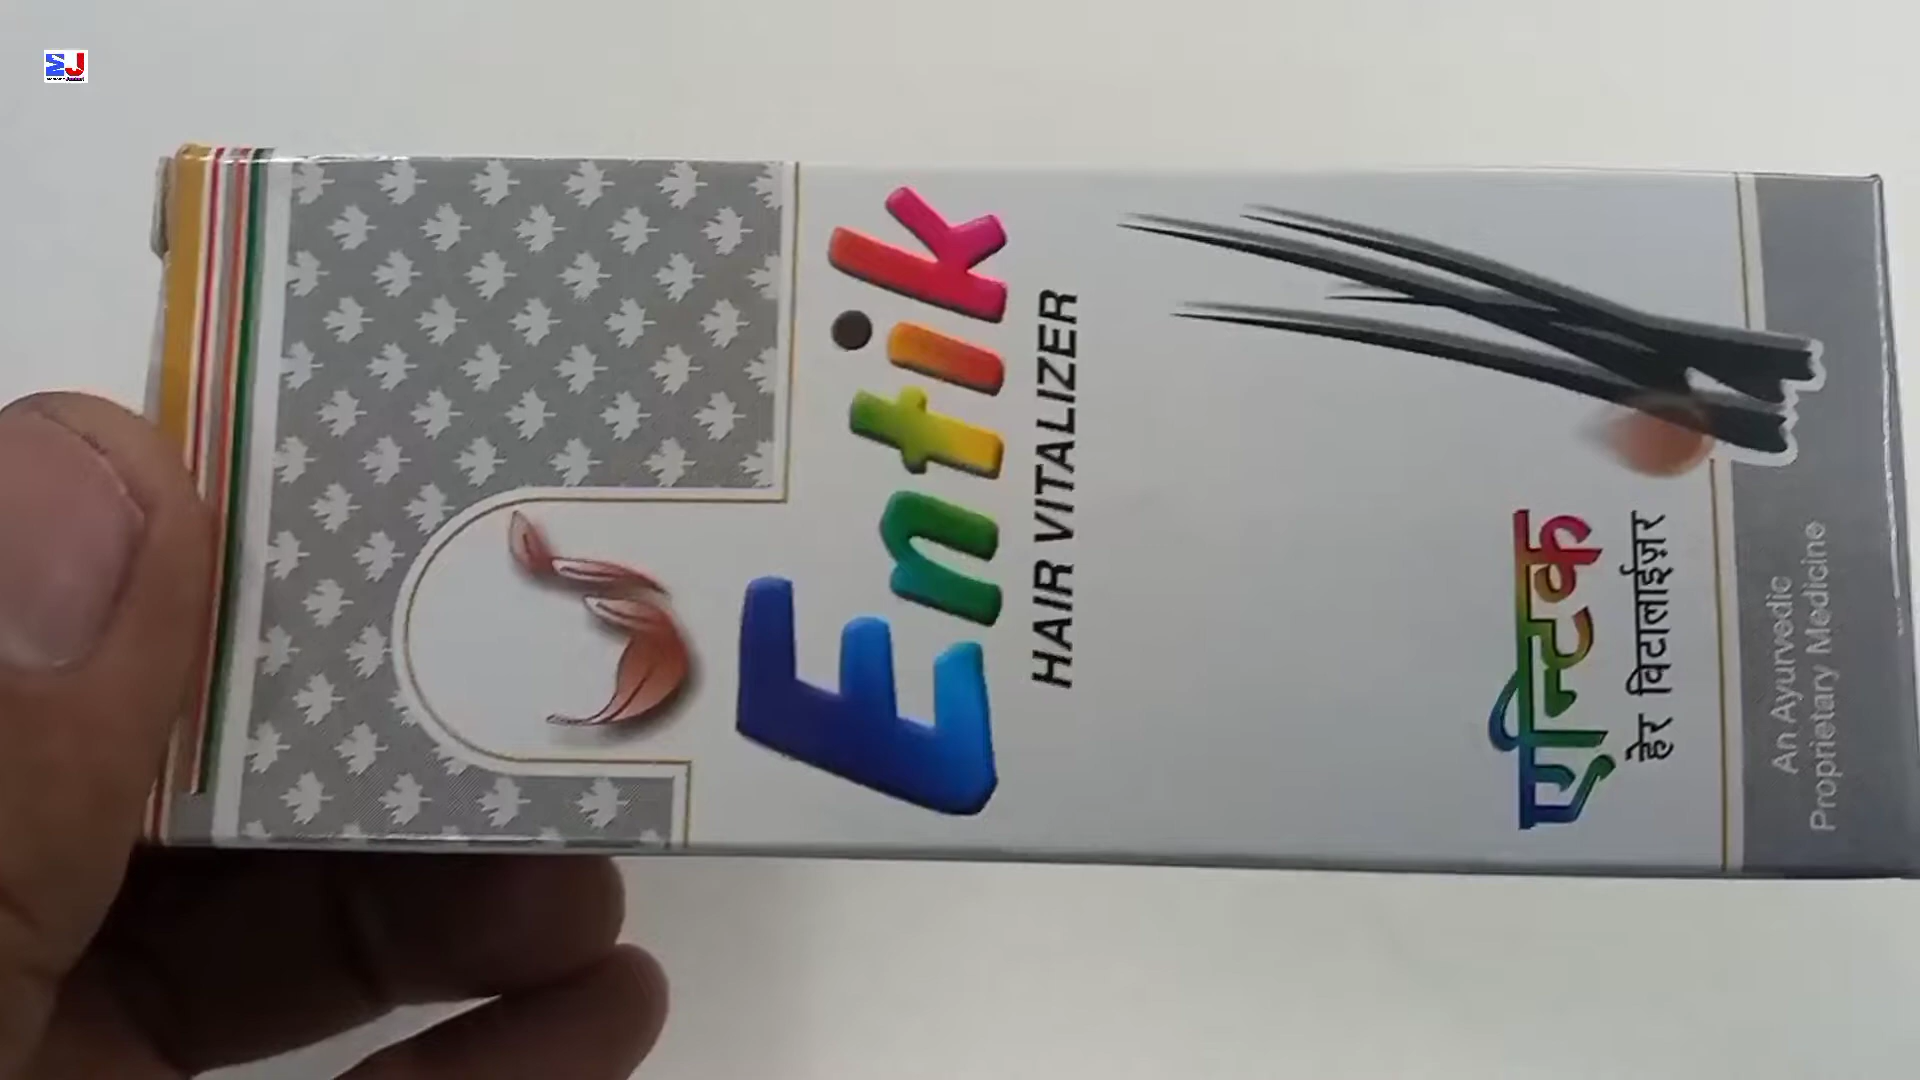 Entik
HAIR VITALIZER
एन्टिक
हेर विटालाईज़र
An Ayurvedic
Proprietary Medicine